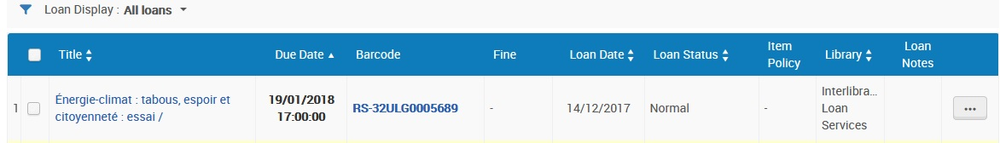 Loan Display : All loans
Title Due Date Barcode Fine Loan Date Loan Status Item Policy Library Loan Notes
1 Énergie-climat : tabous, espoir et citoyenneté : essai / 19/01/2018 17:00:00 RS-32ULG0005689 - 14/12/2017 Normal - Interlibra... Loan Services ...